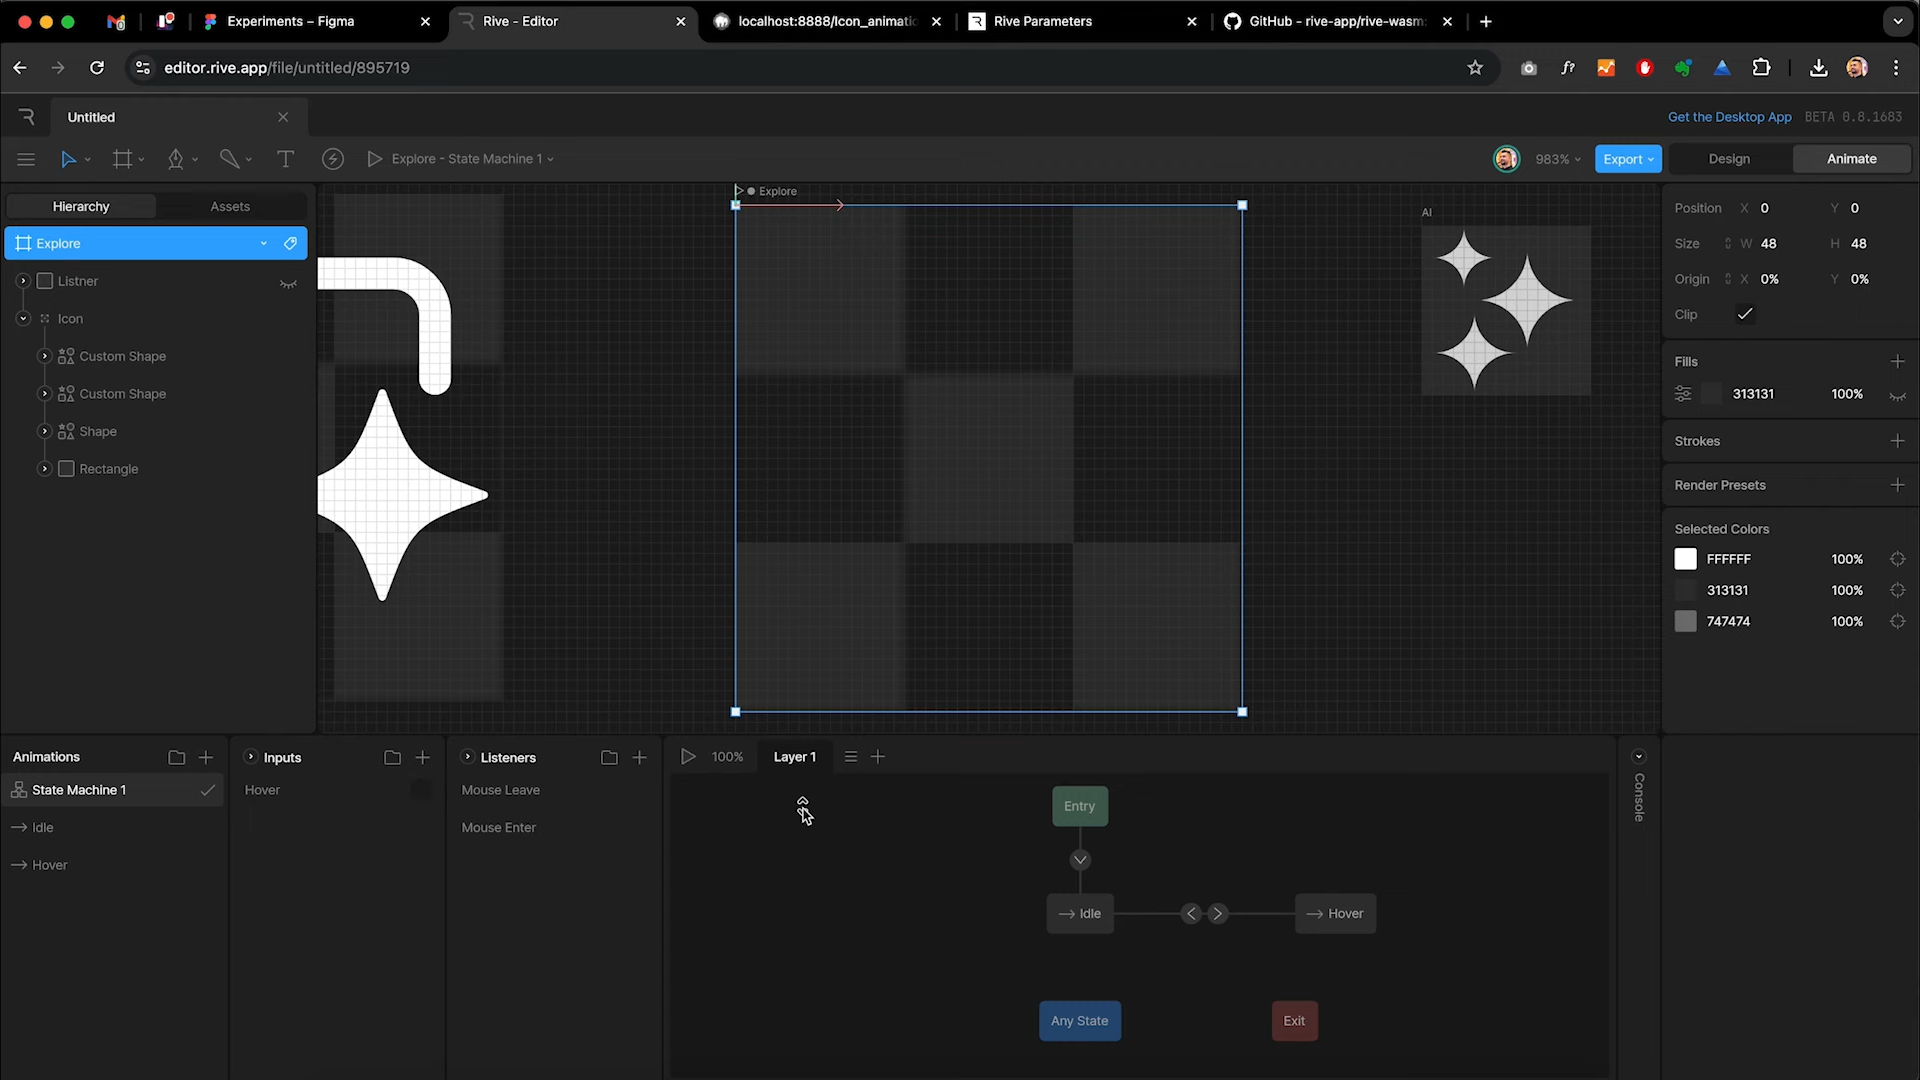 Experiments – Figma
Rive - Editor
localhost:8888/Icon_animatio
Rive Parameters
GitHub - rive-app/rive-wasm:
editor.rive.app/file/untitled/895719
Untitled
Get the Desktop App
BETA 0.8.1683
Explore - State Machine 1
983%
Export
Design
Animate
Hierarchy
Assets
Explore
Listner
Icon
Custom Shape
Custom Shape
Shape
Rectangle
Explore
AI
Position X 0 Y 0
Size W 48 H 48
Origin X 0% Y 0%
Clip
Fills
313131 100%
Strokes
Render Presets
Selected Colors
FFFFFF 100%
313131 100%
747474 100%
Animations
State Machine 1
Idle
Hover
Inputs
Hover
Listeners
Mouse Leave
Mouse Enter
100%
Layer 1
Entry
Idle
Hover
Any State
Exit
Console